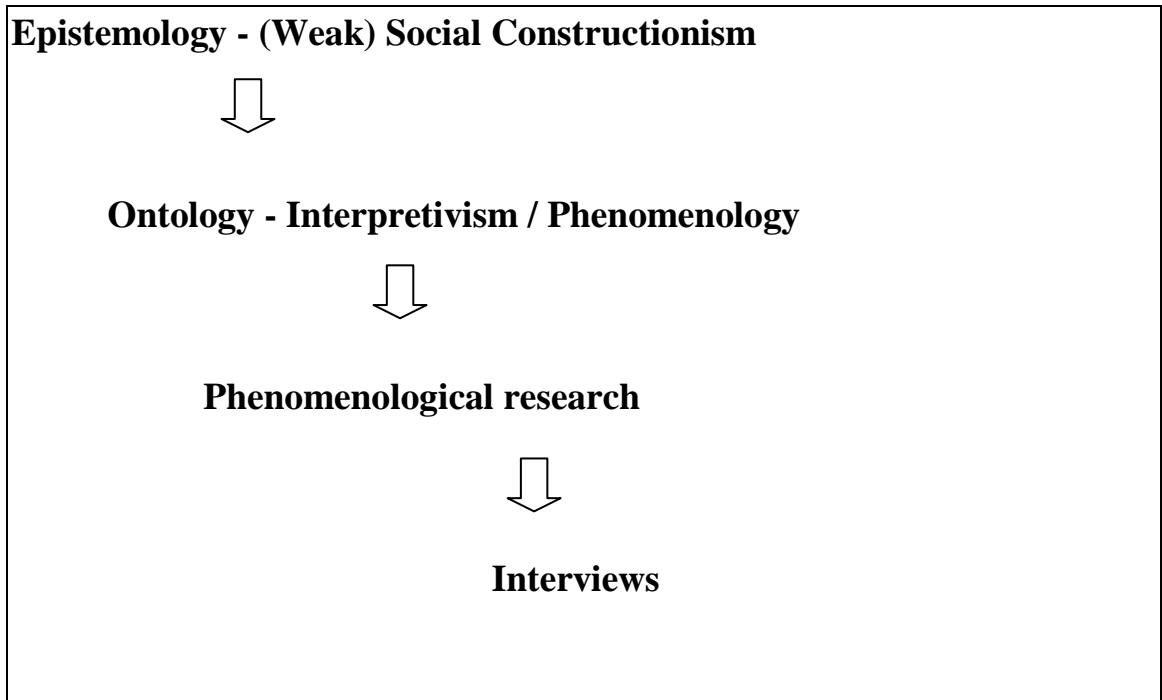 Epistemology - (Weak) Social Constructionism
Ontology - Interpretivism / Phenomenology
Phenomenological research
Interviews